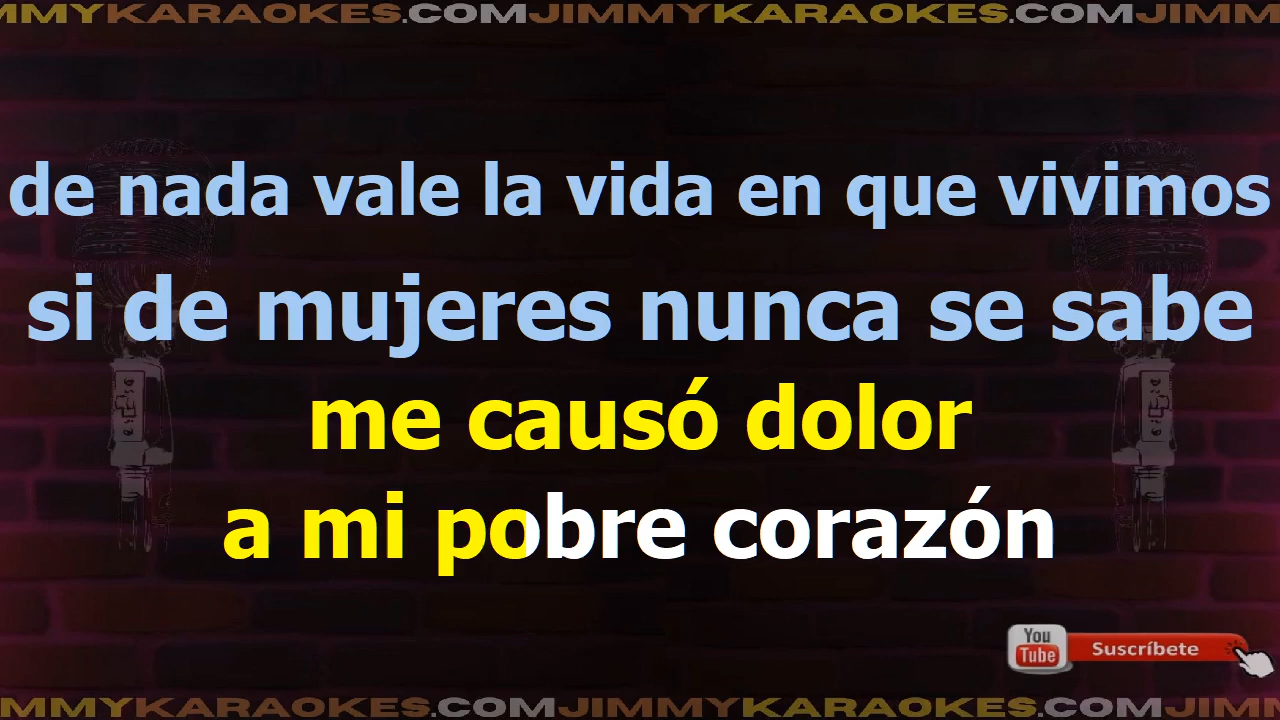 MMYKARAOKES.COMJIMMYKARAOKES.COMJIMM
de nada vale la vida en que vivimos
si de mujeres nunca se sabe
me causó dolor
a mi pobre corazón
You
Tube
Suscríbete
MMYKARAOKES.COMJIMMYKARAOKES.COMJIMM